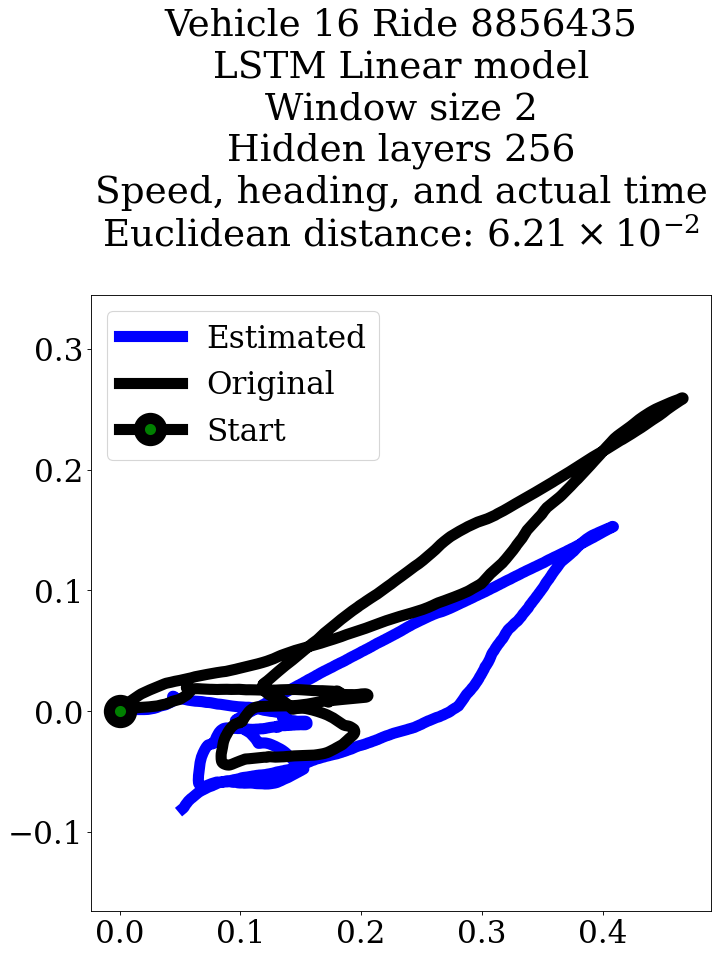 Vehicle 16 Ride 8856435
LSTM Linear model
Window size 2
Hidden layers 256
Speed, heading, and actual time
Euclidean distance: 6.21 × 10⁻²
Estimated
Original
Start
0.3
0.2
0.1
0.0
−0.1
0.0 0.1 0.2 0.3 0.4